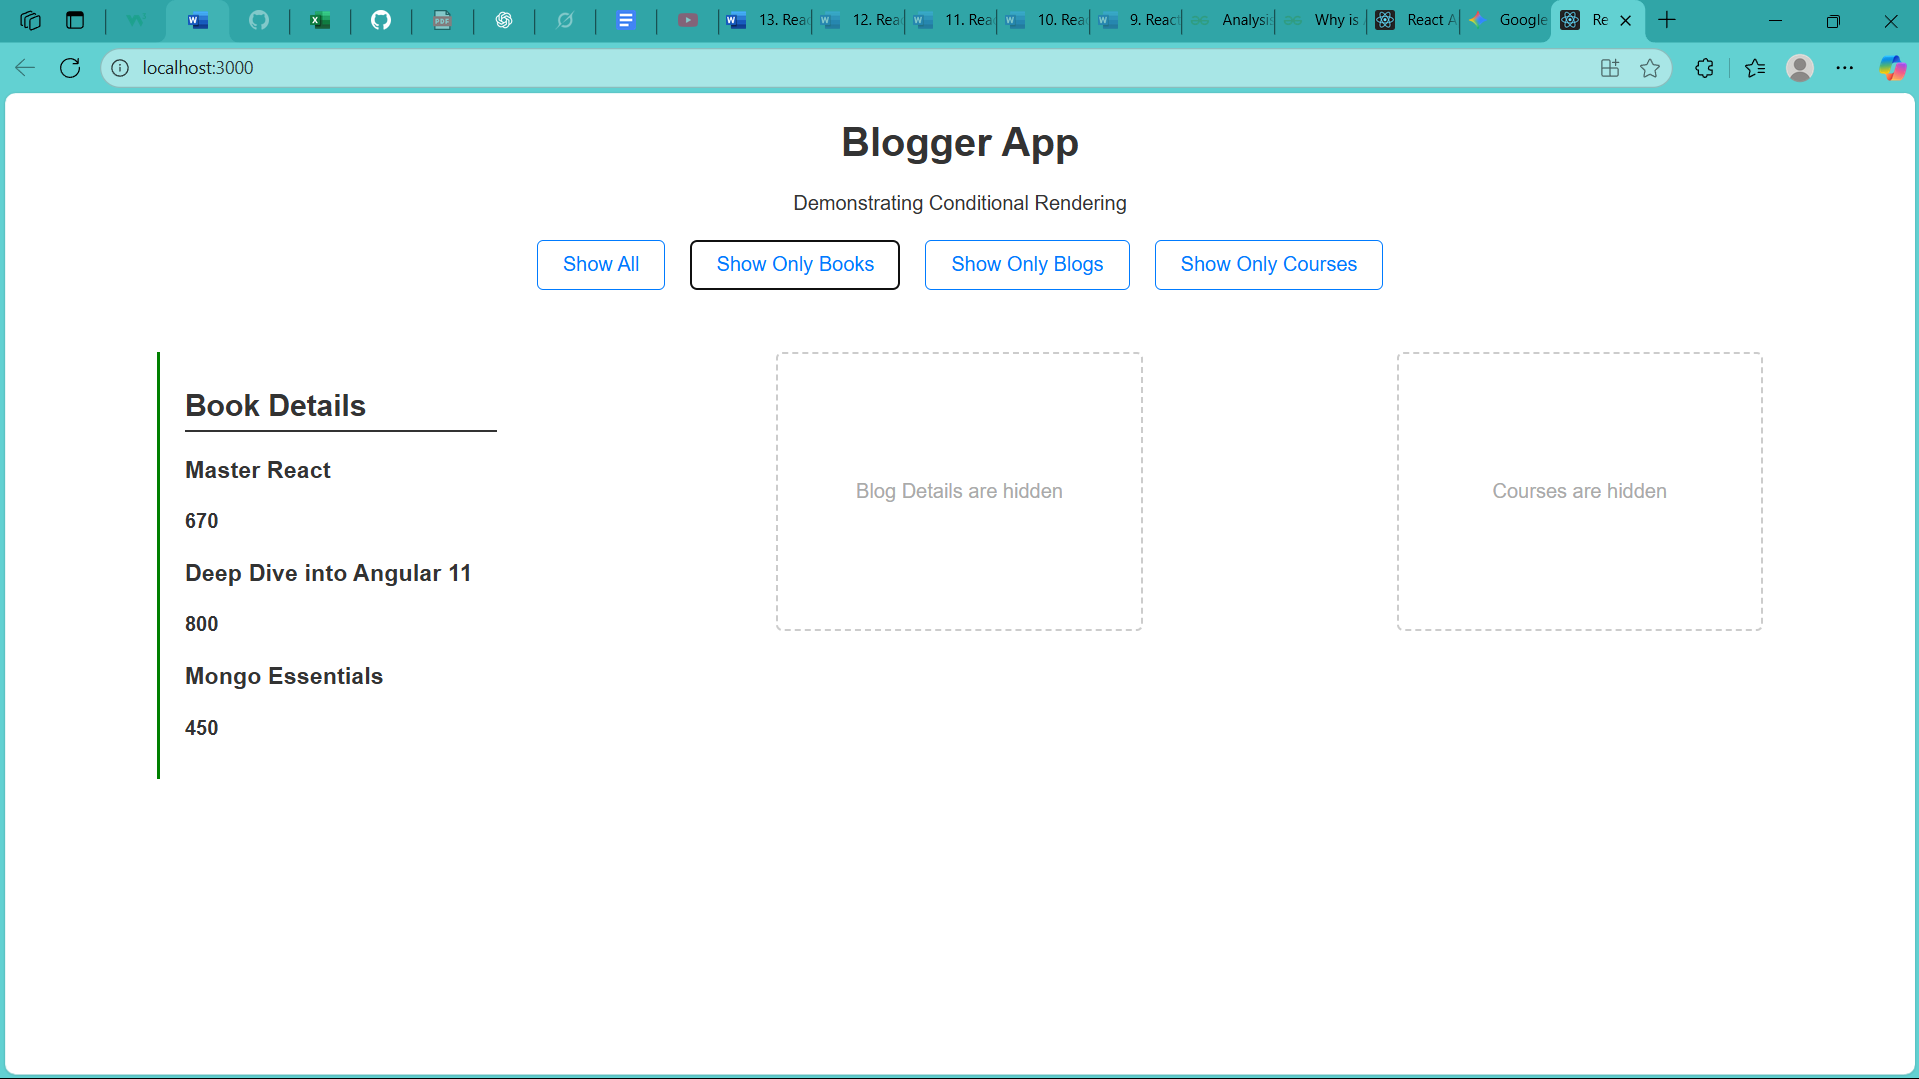 13. Reac
12. Rea
11. Rea
10. Rea
9. React
Analysis
Why is
React A
Google
Re
localhost:3000
Blogger App
Demonstrating Conditional Rendering
Show All
Show Only Books
Show Only Blogs
Show Only Courses
Book Details
Master React
670
Deep Dive into Angular 11
800
Mongo Essentials
450
Blog Details are hidden
Courses are hidden